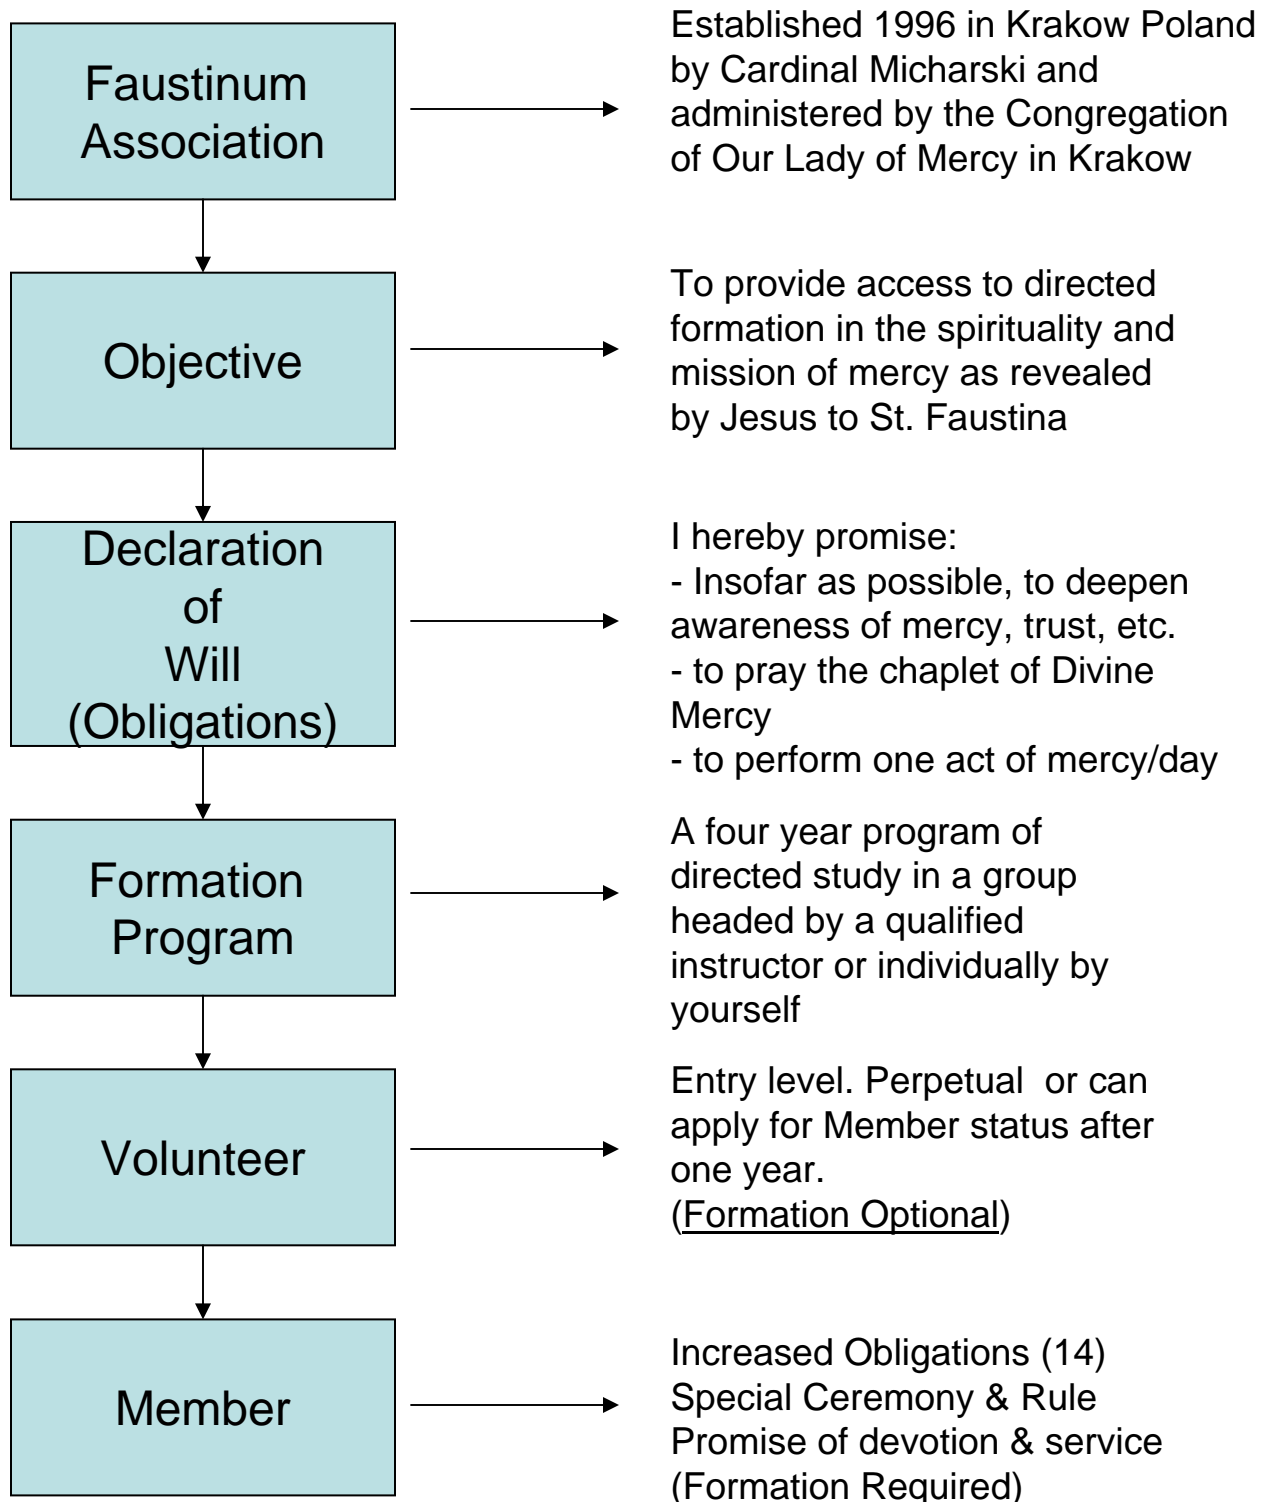 Faustinum
Association
Established 1996 in Krakow Poland
by Cardinal Micharski and
administered by the Congregation
of Our Lady of Mercy in Krakow
Objective
To provide access to directed
formation in the spirituality and
mission of mercy as revealed
by Jesus to St. Faustina
Declaration
of
Will
(Obligations)
I hereby promise:
- Insofar as possible, to deepen
awareness of mercy, trust, etc.
- to pray the chaplet of Divine
Mercy
- to perform one act of mercy/day
Formation
Program
A four year program of
directed study in a group
headed by a qualified
instructor or individually by
yourself
Volunteer
Entry level. Perpetual  or can
apply for Member status after
one year.
(Formation Optional)
Member
Increased Obligations (14)
Special Ceremony & Rule
Promise of devotion & service
(Formation Required)